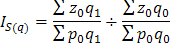 I_{S(q)} = \frac{\sum z_0 q_1}{\sum p_0 q_1} \div \frac{\sum z_0 q_0}{\sum p_0 q_0}